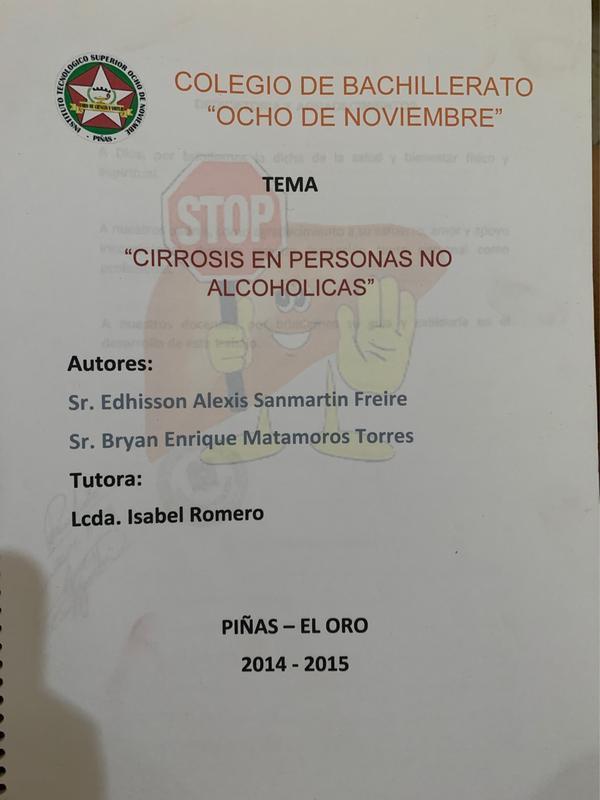 INSTITUTO TECNOLOGICO SUPERIOR OCHO DE NOVIEMBRE
- PIÑAS -
COLEGIO DE BACHILLERATO
“OCHO DE NOVIEMBRE”
TEMA
STOP
“CIRROSIS EN PERSONAS NO
ALCOHOLICAS”
Autores:
Sr. Edhisson Alexis Sanmartin Freire
Sr. Bryan Enrique Matamoros Torres
Tutora:
Lcda. Isabel Romero
PIÑAS – EL ORO
2014 - 2015